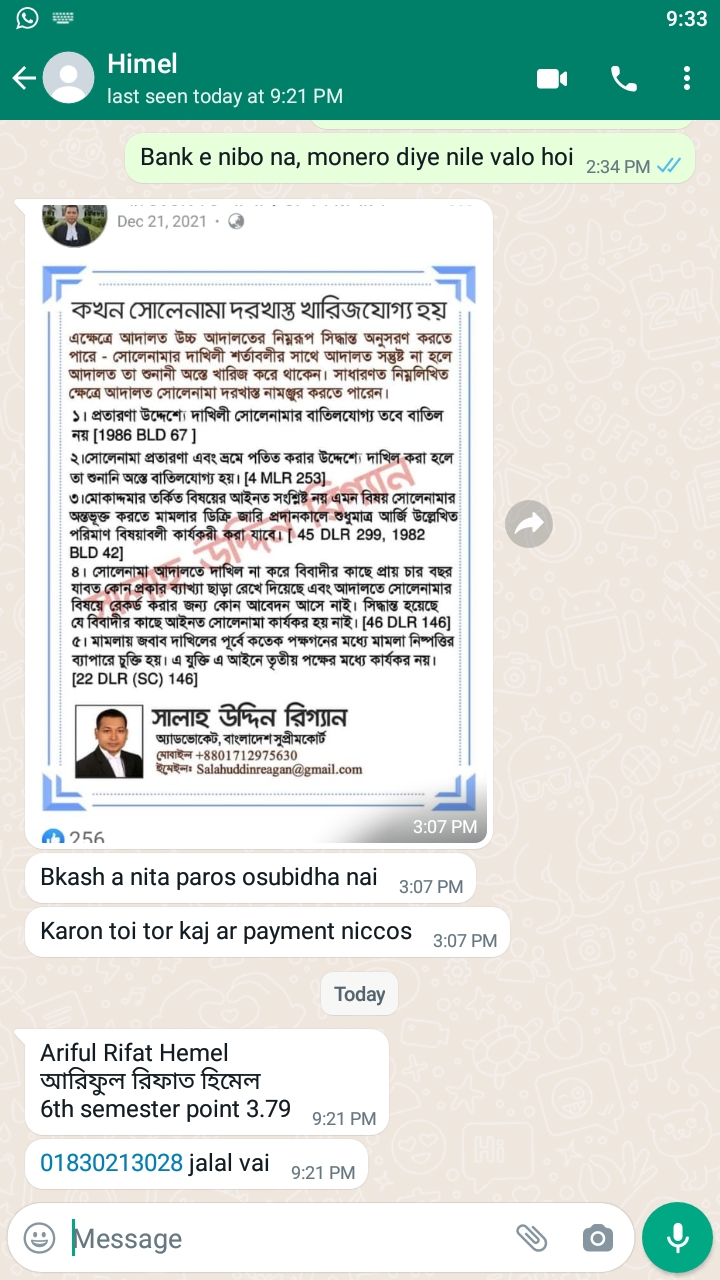 9:33
Himel
last seen today at 9:21 PM
Bank e nibo na, monero diye nile valo hoi 2:34 PM
Dec 21, 2021
কখন সোলেনামা দরখাস্ত খারিজযোগ্য হয়
এক্ষেত্রে আদালত উচ্চ আদালতের নিম্নরূপ সিদ্ধান্ত অনুসরণ করতে
পারে - সোলেনামার দাখিলী শর্তাবলীর সাথে আদালত সন্তুষ্ট না হলে
আদালত তা শুনানী অন্তে খারিজ করে থাকেন। সাধারণত নিম্নলিখিত
ক্ষেত্রে আদালত সোলেনামা দরখাস্ত নামঞ্জুর করতে পারেন।
১। প্রতারণা উদ্দেশ্যে দাখিলী সোলেনামার বাতিলযোগ্য তবে বাতিল
নয় [1986 BLD 67 ]
২।সোলেনামা প্রতারণা এবং ভ্রমে পতিত করার উদ্দেশ্যে দাখিল করা হলে
তা শুনানি অন্তে বাতিলযোগ্য হয়। [4 MLR 253]
৩।মোকাদ্দমার তর্কিত বিষয়ের আইনত সংশ্লিষ্ট নয় এমন বিষয় সোলেনামার
অন্তভূক্ত করতে মামলার ডিক্রি জারি প্রদানকালে শুধুমাত্র আর্জি উল্লেখিত
পরিমাণ বিষয়াবলী কার্যকরী করা যাবে। [ 45 DLR 299, 1982
BLD 42]
৪। সোলেনামা আদালতে দাখিল না করে বিবাদীর কাছে প্রায় চার বছর
যাবত কোন প্রকার ব্যাখ্যা ছাড়া রেখে দিয়েছে এবং আদালতে সোলেনামার
বিষয়ে রেকর্ড করার জন্য কোন আবেদন আসে নাই। সিদ্ধান্ত হয়েছে
যে বিবাদীর কাছে আইনত সোলেনামা কার্যকর হয় নাই। [46 DLR 146]
৫। মামলায় জবাব দাখিলের পূর্বে কতেক পক্ষগনের মধ্যে মামলা নিষ্পত্তির
ব্যাপারে চুক্তি হয়। এ যুক্তি এ আইনে তৃতীয় পক্ষের মধ্যে কার্যকর নয়।
[22 DLR (SC) 146]
সালাহ উদ্দিন রিগ্যান
সালাহ উদ্দিন রিগ্যান
অ্যাডভোকেট, বাংলাদেশ সুপ্রীমকোর্ট
মোবাইল +8801712975630
ইমেইলঃ Salahuddinreagan@gmail.com
256
3:07 PM
Bkash a nita paros osubidha nai 3:07 PM
Karon toi tor kaj ar payment niccos 3:07 PM
Today
Ariful Rifat Hemel
আরিফুল রিফাত হিমেল
6th semester point 3.79 9:21 PM
01830213028 jalal vai 9:21 PM
Message